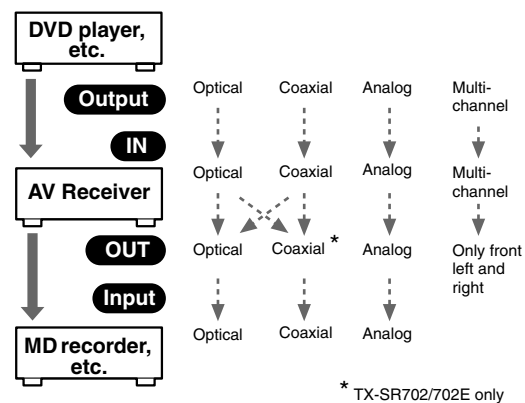 DVD player,
etc.
Output
Optical
Coaxial
Analog
Multi-
channel
IN
AV Receiver
Optical
Coaxial
Analog
Multi-
channel
OUT
Optical
Coaxial *
Analog
Only front
left and
right
Input
MD recorder,
etc.
Optical
Coaxial
Analog
* TX-SR702/702E only